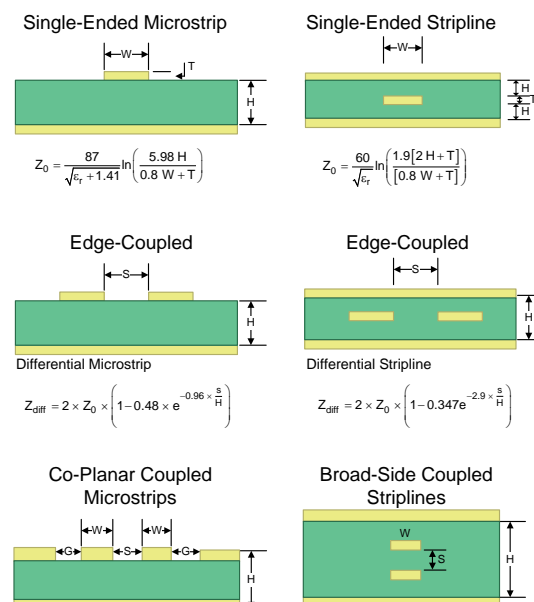 Single-Ended Microstrip
W
T
H
Z0 = 87 / √(εr + 1.41) ln(5.98 H / 0.8 W + T)
Single-Ended Stripline
W
H
T
H
Z0 = 60 / √εr ln(1.9[2 H + T] / [0.8 W + T])
Edge-Coupled
S
H
Differential Microstrip
Zdiff = 2 × Z0 × (1 − 0.48 × e^(−0.96 × s/H))
Edge-Coupled
S
H
Differential Stripline
Zdiff = 2 × Z0 × (1 − 0.347e^(−2.9 × s/H))
Co-Planar Coupled
Microstrips
W W
G S G
H
Broad-Side Coupled
Striplines
W
S
H